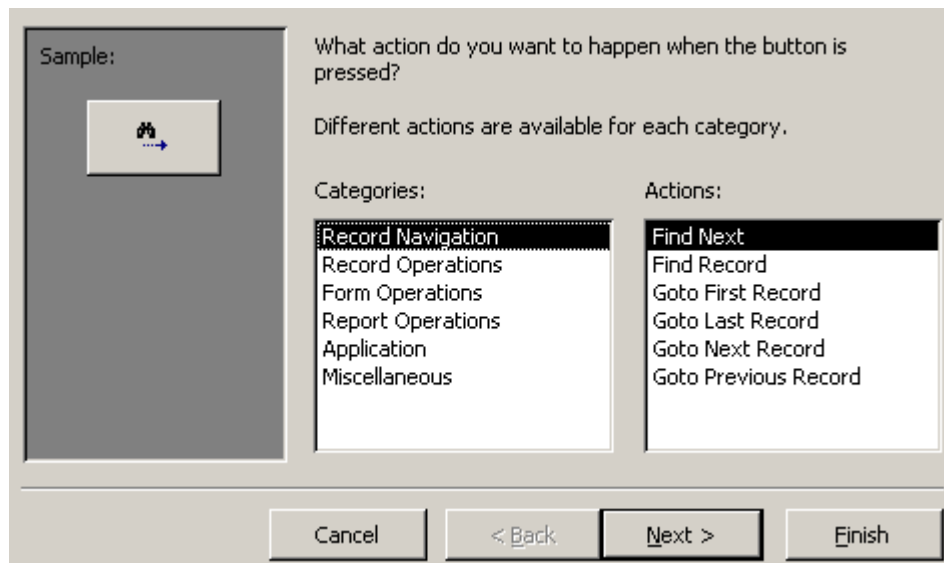 Sample:
What action do you want to happen when the button is
pressed?
Different actions are available for each category.
Categories:
Actions:
Record Navigation
Record Operations
Form Operations
Report Operations
Application
Miscellaneous
Find Next
Find Record
Goto First Record
Goto Last Record
Goto Next Record
Goto Previous Record
Cancel
< Back
Next >
Finish